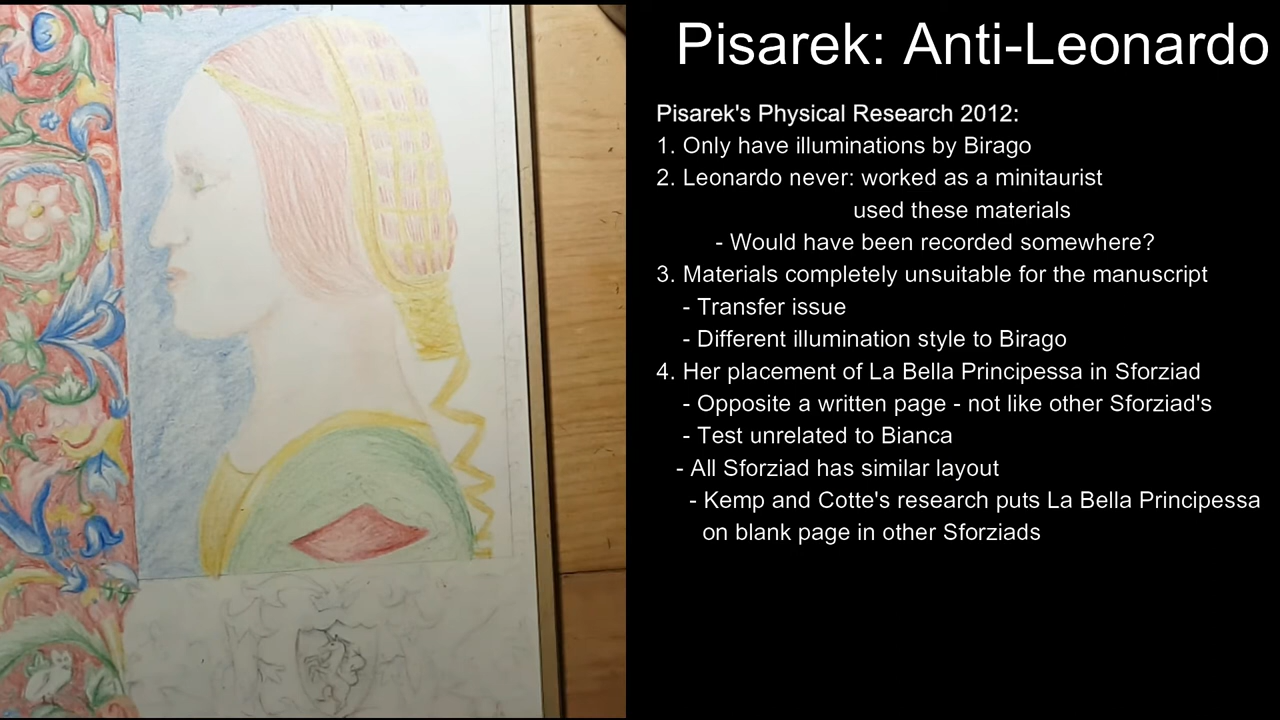 Pisarek: Anti-Leonardo
Pisarek's Physical Research 2012:
1. Only have illuminations by Birago
2. Leonardo never: worked as a minitaurist
used these materials
- Would have been recorded somewhere?
3. Materials completely unsuitable for the manuscript
- Transfer issue
- Different illumination style to Birago
4. Her placement of La Bella Principessa in Sforziad
- Opposite a written page - not like other Sforziad's
- Test unrelated to Bianca
- All Sforziad has similar layout
- Kemp and Cotte's research puts La Bella Principessa
on blank page in other Sforziads